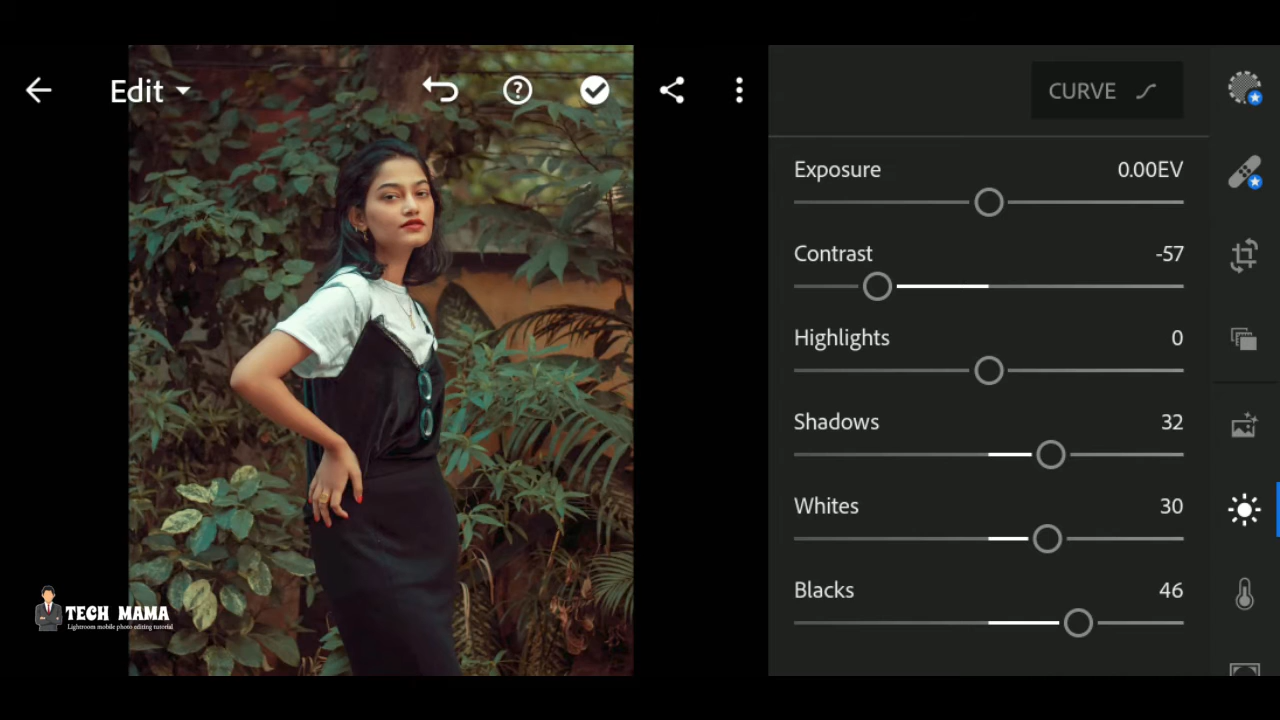 Edit
CURVE
Exposure 0.00EV
Contrast -57
Highlights 0
Shadows 32
Whites 30
Blacks 46
TECH MAMA
Lightroom mobile photo editing tutorial